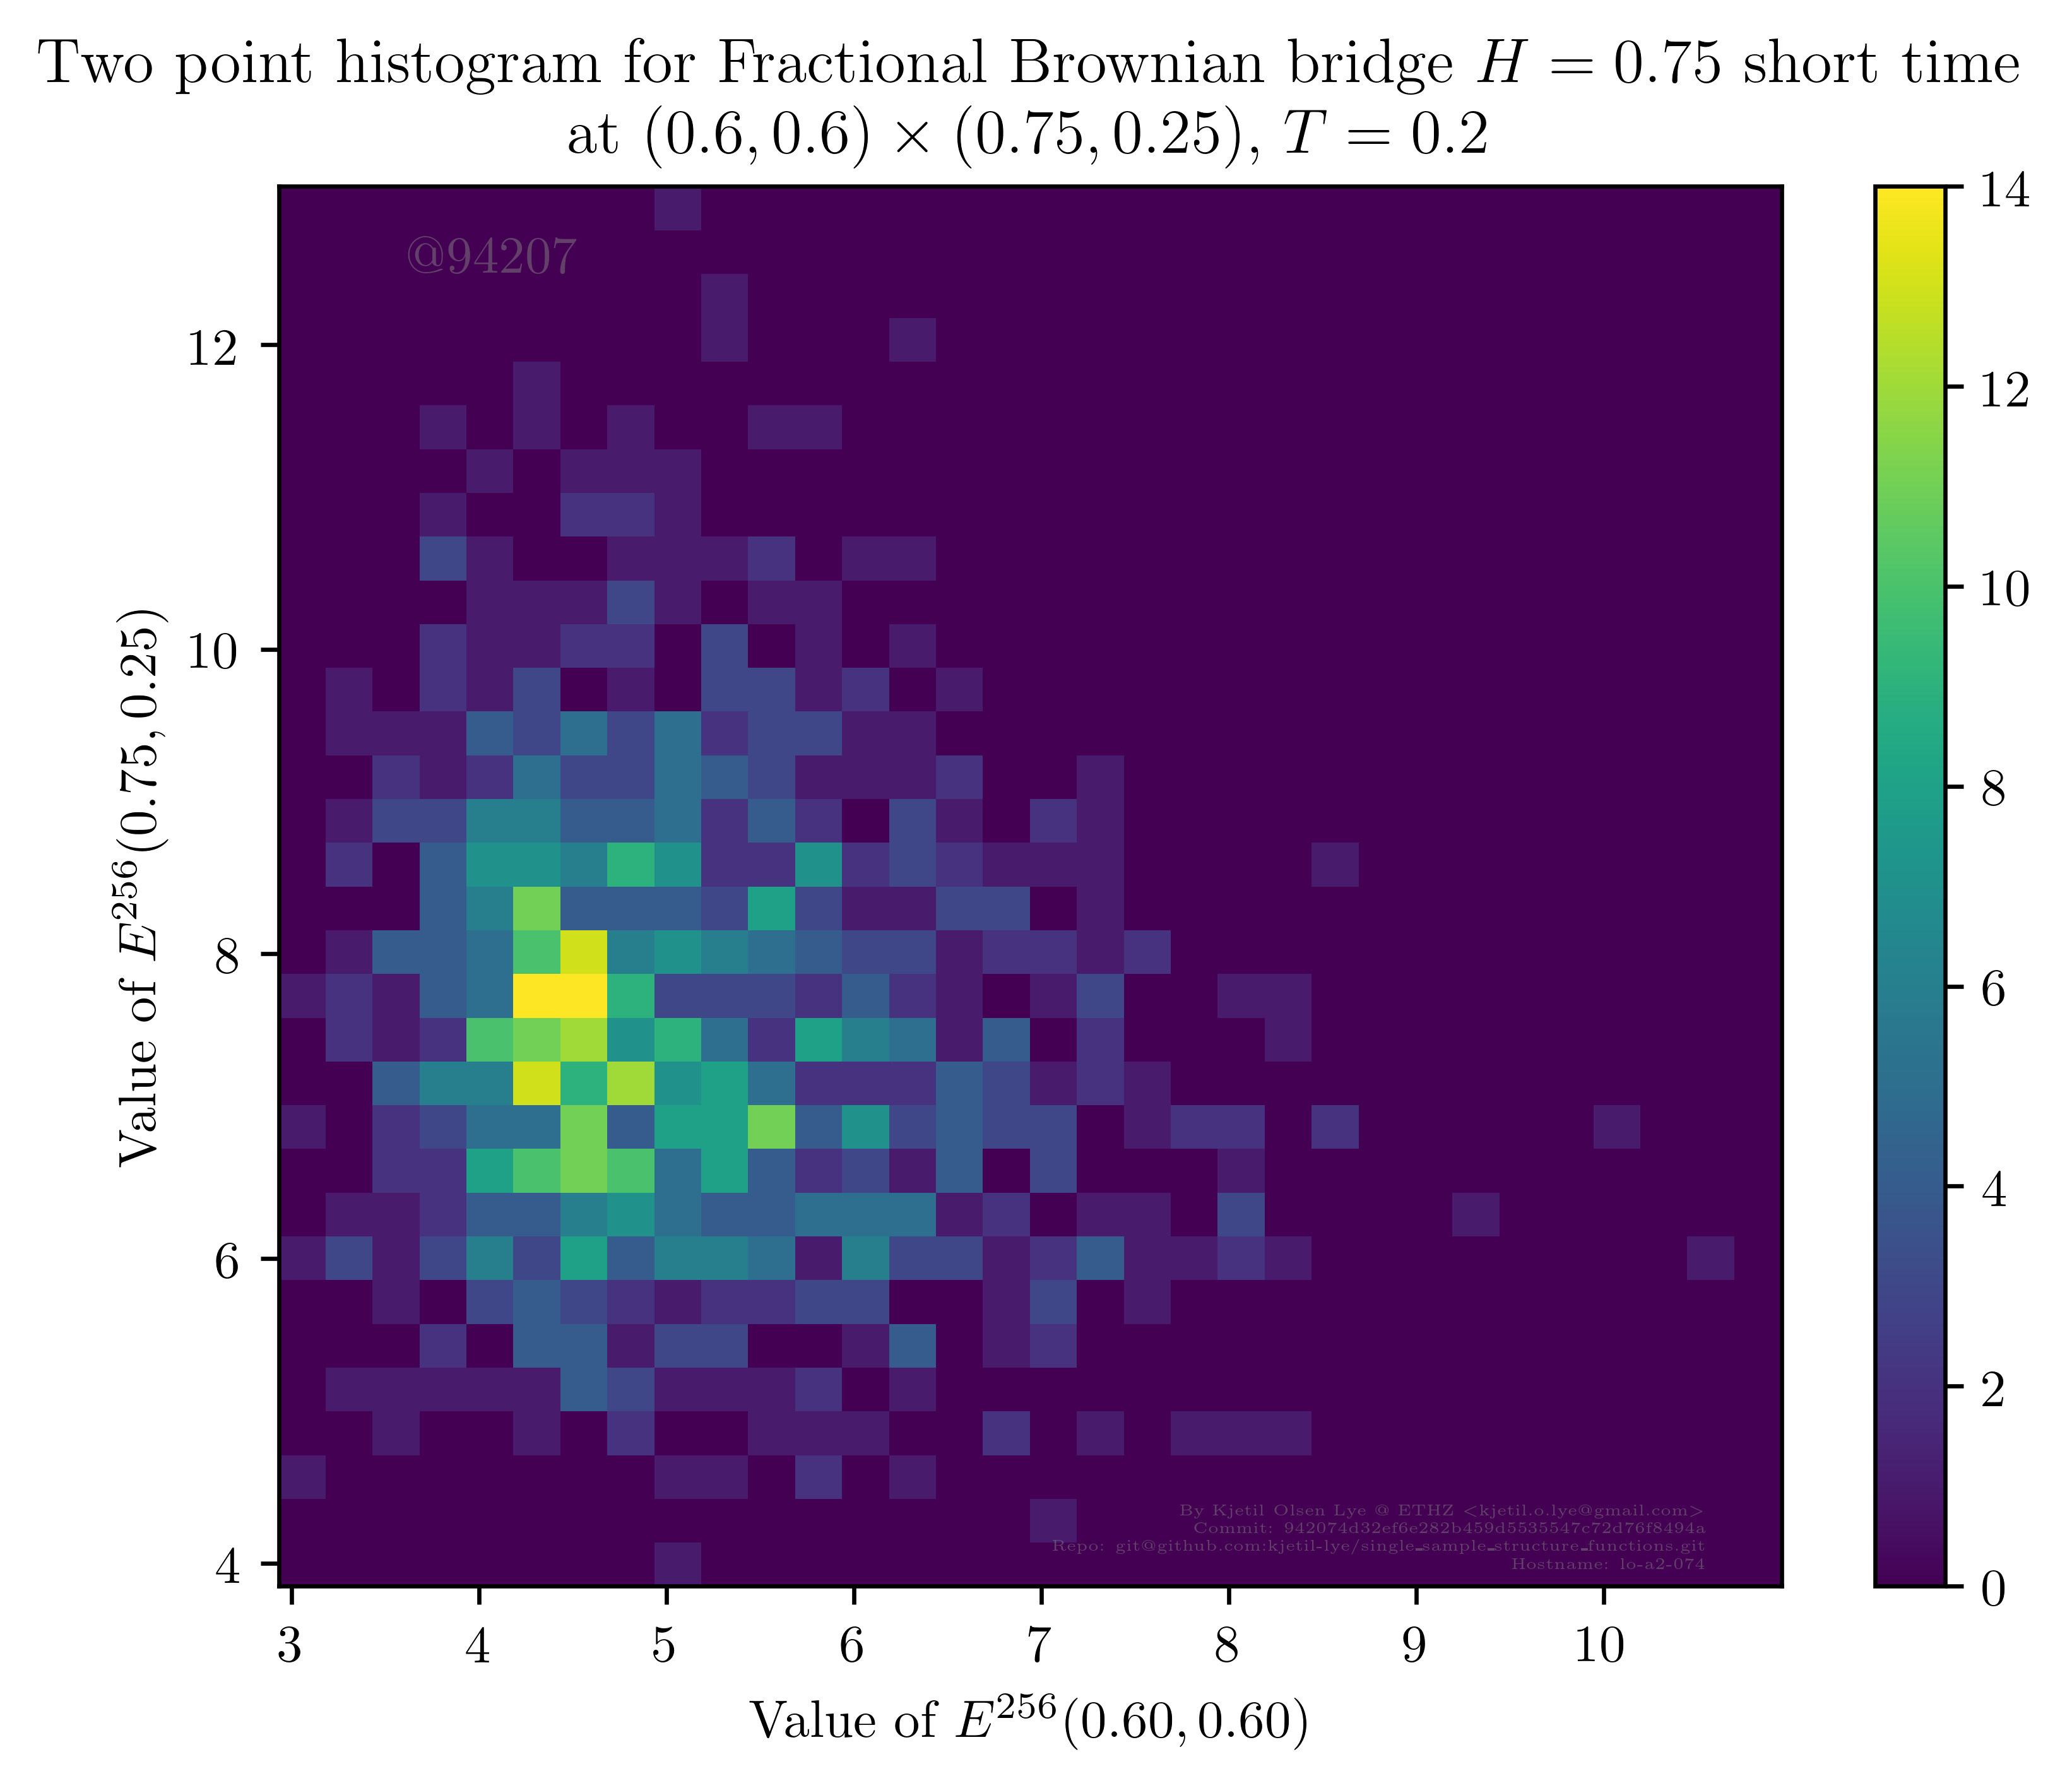 Two point histogram for Fractional Brownian bridge H = 0.75 short time
at (0.6, 0.6) × (0.75, 0.25), T = 0.2
@94207
14
12
10
8
6
4
2
0
12
10
8
6
4
Value of E^256(0.75, 0.25)
By Kjetil Olsen Lye @ ETHZ <kjetil.o.lye@gmail.com>
Commit: 942074d32ef6e282b459d5535547c72d76f8494a
Repo: git@github.com:kjetil-lye/single_sample_structure_functions.git
Hostname: lo-a2-074
3 4 5 6 7 8 9 10
Value of E^256(0.60, 0.60)